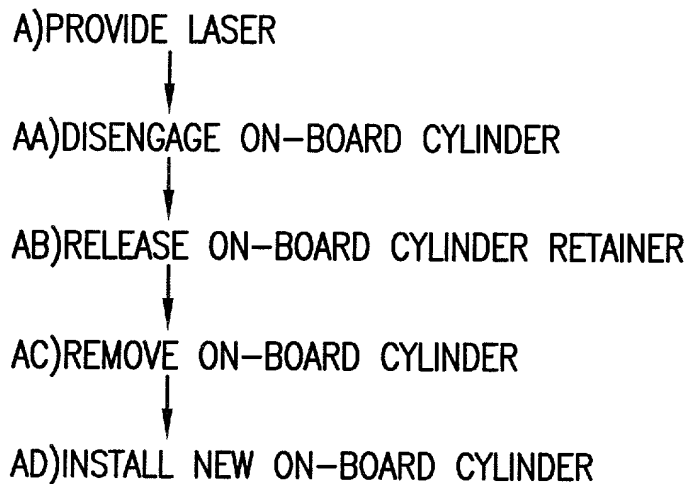 A)PROVIDE LASER
AA)DISENGAGE ON-BOARD CYLINDER
AB)RELEASE ON-BOARD CYLINDER RETAINER
AC)REMOVE ON-BOARD CYLINDER
AD)INSTALL NEW ON-BOARD CYLINDER